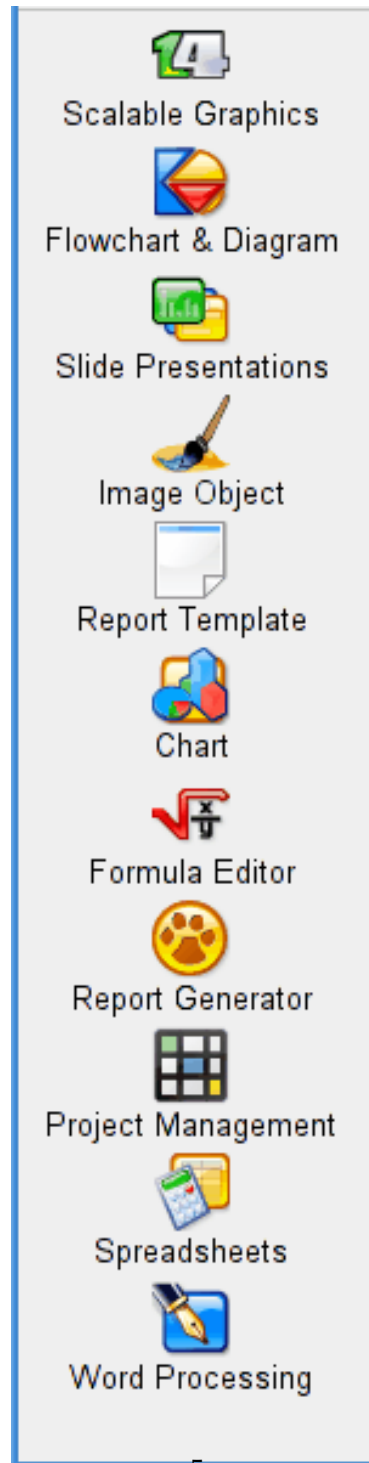 Scalable Graphics
Flowchart & Diagram
Slide Presentations
Image Object
Report Template
Chart
x
y
Formula Editor
Report Generator
Project Management
Spreadsheets
Word Processing